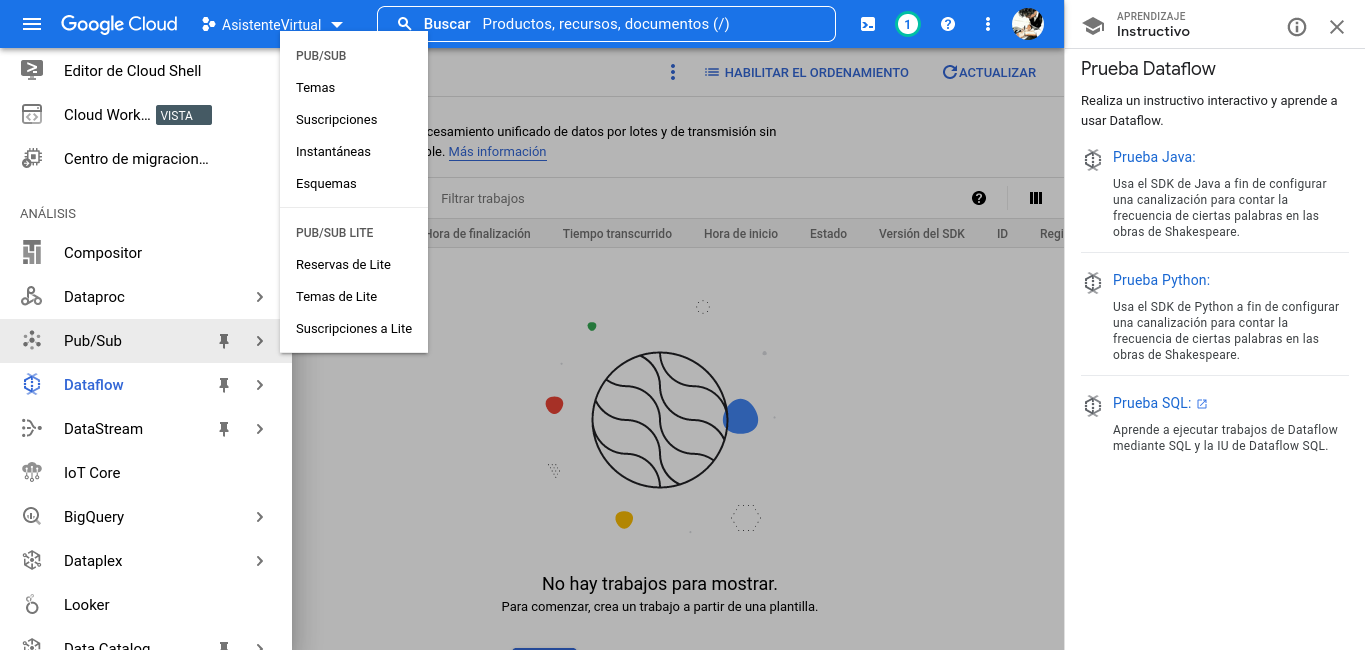 Google Cloud
AsistenteVirtual
Buscar Productos, recursos, documentos (/)
1
Editor de Cloud Shell
Cloud Work… VISTA
Centro de migracion…
ANÁLISIS
Compositor
Dataproc
Pub/Sub
Dataflow
DataStream
IoT Core
BigQuery
Dataplex
Looker
Data Catalog
PUB/SUB
Temas
Suscripciones
Instantáneas
Esquemas
PUB/SUB LITE
Reservas de Lite
Temas de Lite
Suscripciones a Lite
HABILITAR EL ORDENAMIENTO
ACTUALIZAR
cesamiento unificado de datos por lotes y de transmisión sin
ble. Más información
Filtrar trabajos
Hora de finalización Tiempo transcurrido Hora de inicio Estado Versión del SDK ID Regi
No hay trabajos para mostrar.
Para comenzar, crea un trabajo a partir de una plantilla.
APRENDIZAJE
Instructivo
Prueba Dataflow
Realiza un instructivo interactivo y aprende a
usar Dataflow.
Prueba Java:
Usa el SDK de Java a fin de configurar
una canalización para contar la
frecuencia de ciertas palabras en las
obras de Shakespeare.
Prueba Python:
Usa el SDK de Python a fin de configurar
una canalización para contar la
frecuencia de ciertas palabras en las
obras de Shakespeare.
Prueba SQL:
Aprende a ejecutar trabajos de Dataflow
mediante SQL y la IU de Dataflow SQL.